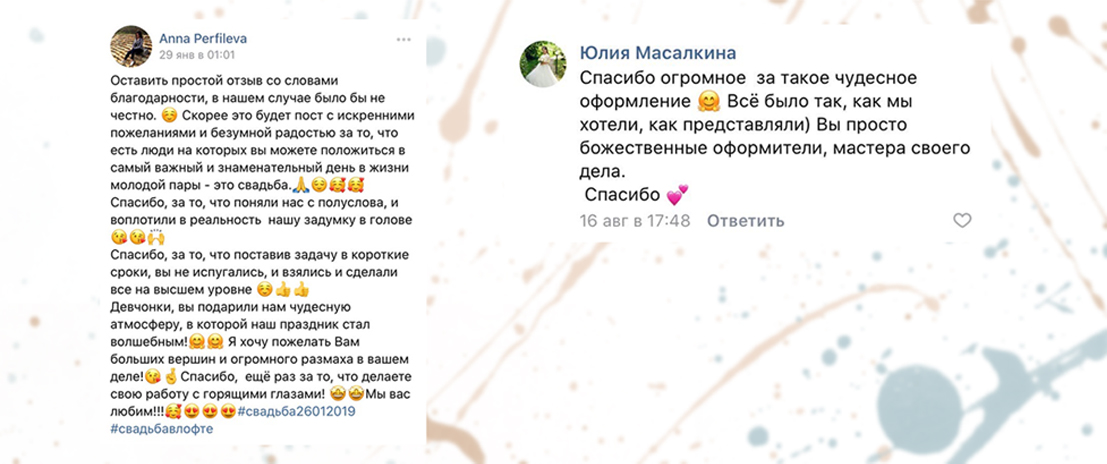 Anna Perfileva
29 янв в 01:01
Оставить простой отзыв со словами
благодарности, в нашем случае было бы не
честно. ☺️ Скорее это будет пост с искренними
пожеланиями и безумной радостью за то, что
есть люди на которых вы можете положиться в
самый важный и знаменательный день в жизни
молодой пары - это свадьба.🙏😌🥰🥰
Спасибо, за то, что поняли нас с полуслова, и
воплотили в реальность  нашу задумку в голове
😘😘🙌
Спасибо, за то, что поставив задачу в короткие
сроки, вы не испугались, и взялись и сделали
все на высшем уровне ☺️👍👍
Девчонки, вы подарили нам чудесную
атмосферу, в которой наш праздник стал
волшебным!🤗🤗 Я хочу пожелать Вам
больших вершин и огромного размаха в вашем
деле!😘🤞Спасибо,  ещё раз за то, что делаете
свою работу с горящими глазами! 🤩🤩Мы вас
любим!!!🥰😍😍😍#свадьба26012019
#свадьбавлофте
Юлия Масалкина
Спасибо огромное  за такое чудесное
оформление 🤗 Всё было так, как мы
хотели, как представляли) Вы просто
божественные оформители, мастера своего
дела.
Спасибо 💕
16 авг в 17:48 Ответить